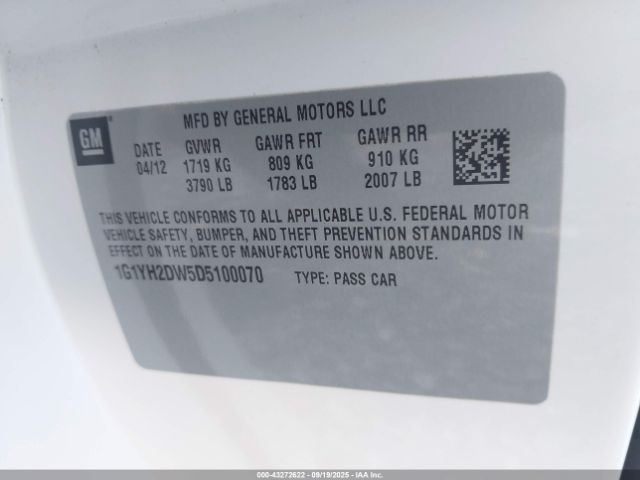 GM
MFD BY GENERAL MOTORS LLC
DATE GVWR GAWR FRT GAWR RR
04/12 1719 KG 809 KG 910 KG
3790 LB 1783 LB 2007 LB
THIS VEHICLE CONFORMS TO ALL APPLICABLE U.S. FEDERAL MOTOR
VEHICLE SAFETY, BUMPER, AND THEFT PREVENTION STANDARDS IN
EFFECT ON THE DATE OF MANUFACTURE SHOWN ABOVE.
1G1YH2DW5D5100070 TYPE: PASS CAR
000-43272622 - 09/19/2025 - IAA Inc.